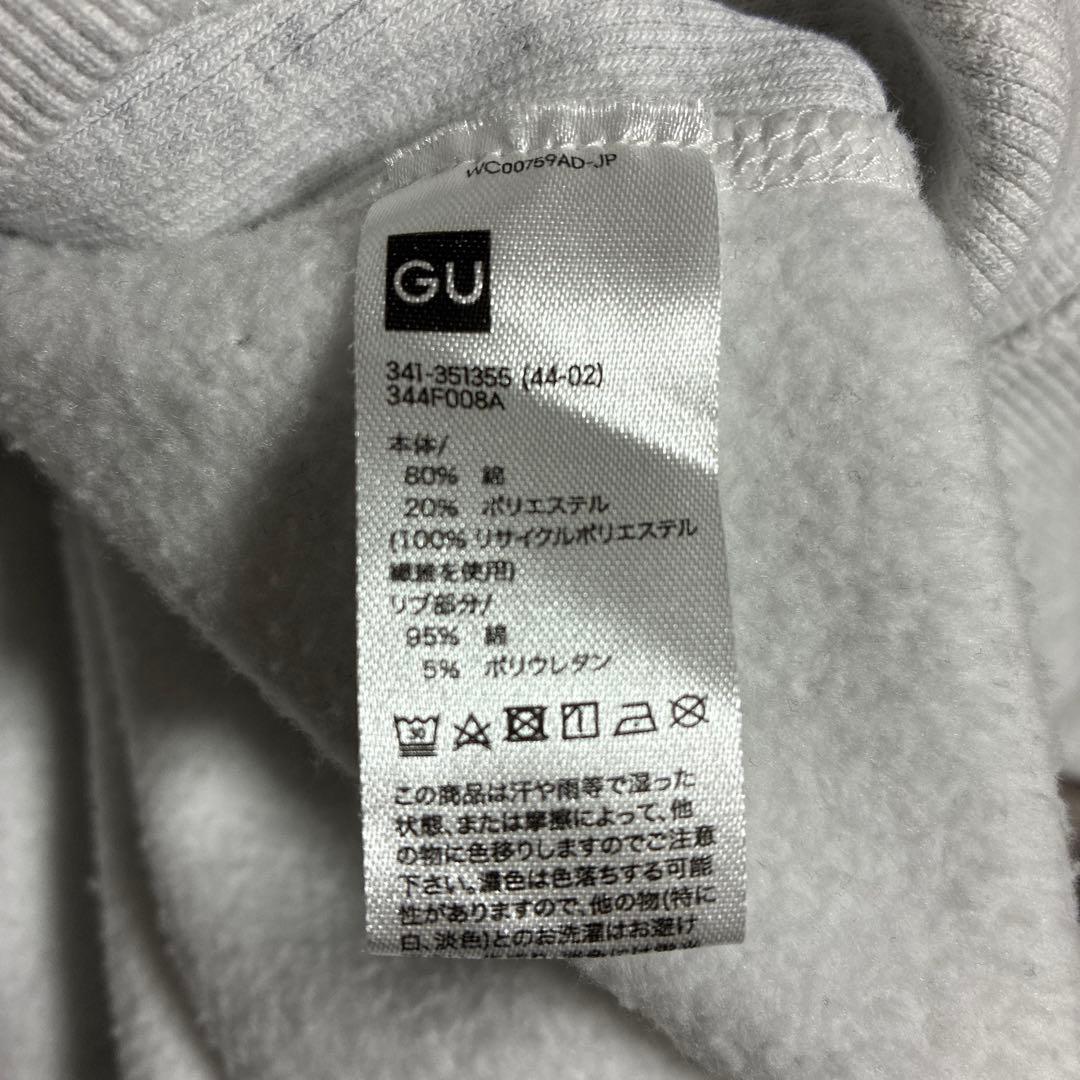 WC00759AD-JP
GU
341-351355 (44-02)
344F008A
本体/
80% 綿
20% ポリエステル
(100% リサイクルポリエステル
繊維を使用)
リブ部分/
95% 綿
5% ポリウレタン
30
この商品は汗や雨等で湿った
状態、または摩擦によって、他
の物に色移りしますのでご注意
下さい。濃色は色落ちする可能
性がありますので、他の物(特に
白、淡色)とのお洗濯はお避け